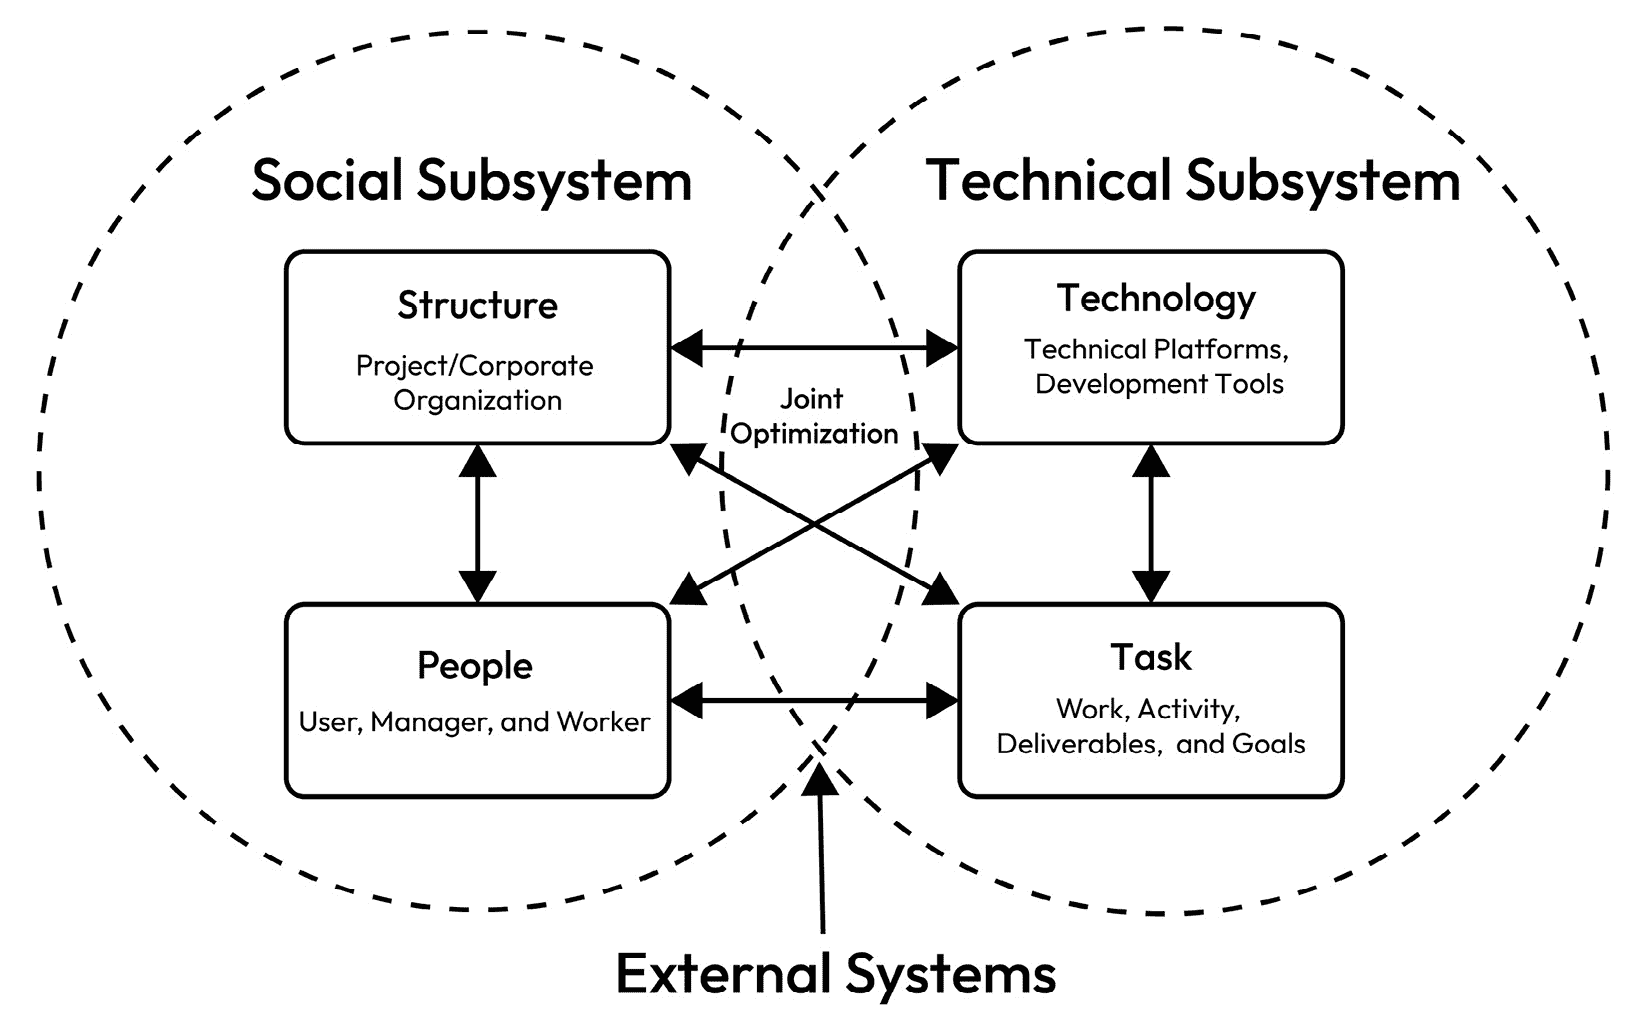 Social Subsystem
Technical Subsystem
Structure
Project/Corporate
Organization
Technology
Technical Platforms,
Development Tools
Joint
Optimization
People
User, Manager, and Worker
Task
Work, Activity,
Deliverables, and Goals
External Systems